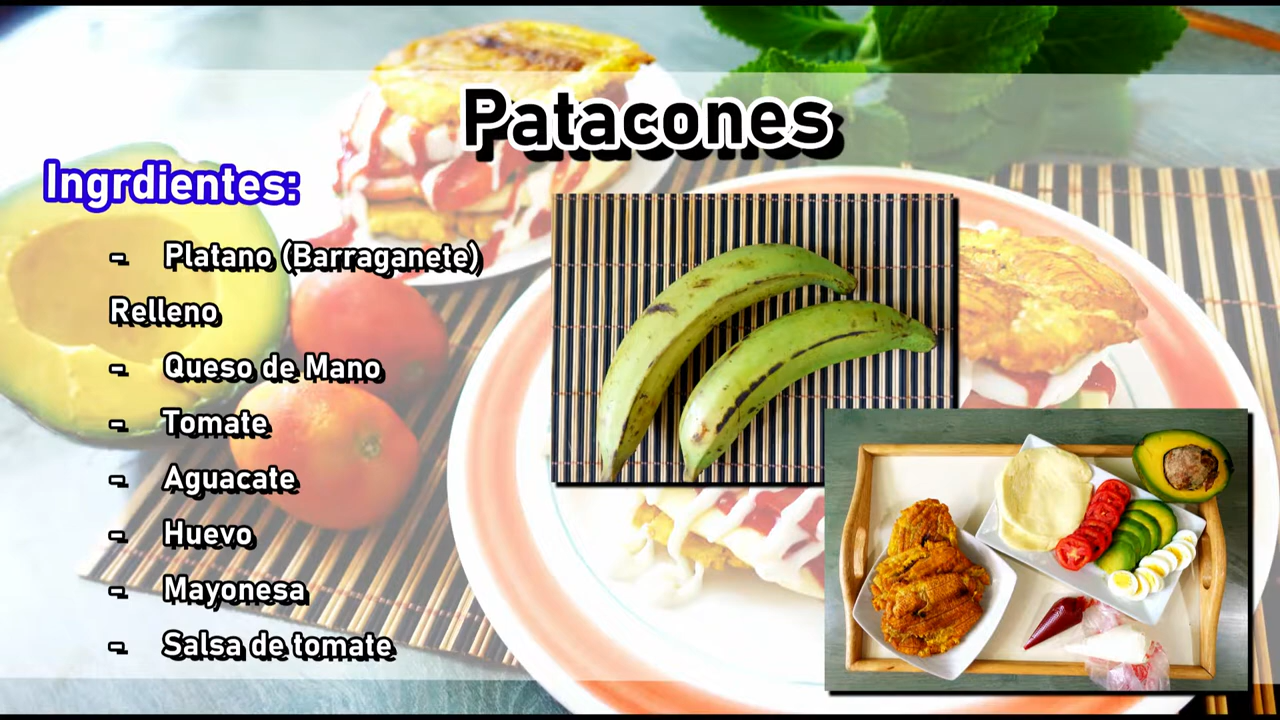 Patacones
Ingrdientes:
- Platano (Barraganete)
Relleno
- Queso de Mano
- Tomate
- Aguacate
- Huevo
- Mayonesa
- Salsa de tomate